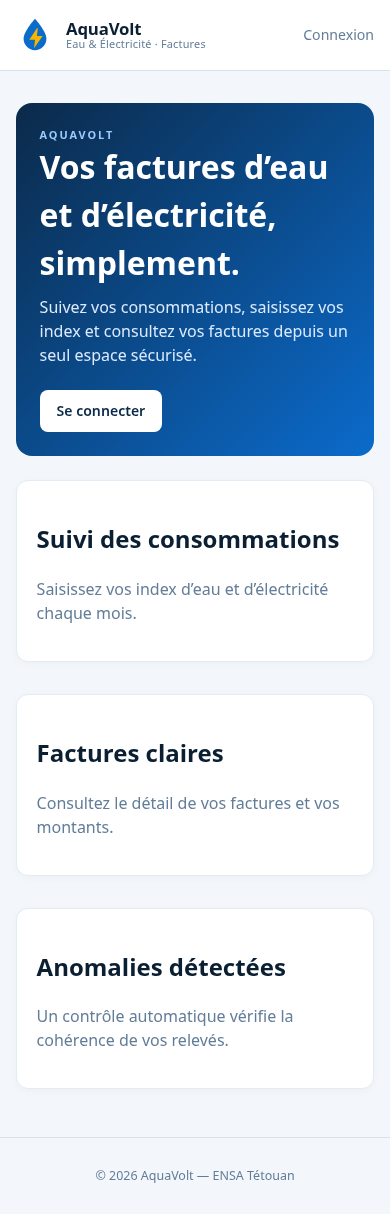 AquaVolt
Eau & Électricité · Factures
Connexion
AQUAVOLT
Vos factures d’eau
et d’électricité,
simplement.
Suivez vos consommations, saisissez vos
index et consultez vos factures depuis un
seul espace sécurisé.
Se connecter
Suivi des consommations
Saisissez vos index d’eau et d’électricité
chaque mois.
Factures claires
Consultez le détail de vos factures et vos
montants.
Anomalies détectées
Un contrôle automatique vérifie la
cohérence de vos relevés.
© 2026 AquaVolt — ENSA Tétouan